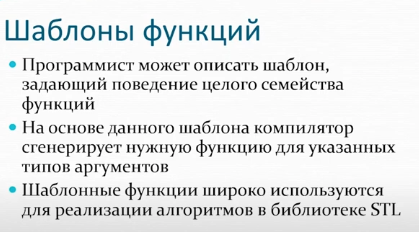 Шаблоны функций
Программист может описать шаблон,
задающий поведение целого семейства
функций
На основе данного шаблона компилятор
сгенерирует нужную функцию для указанных
типов аргументов
Шаблонные функции широко используются
для реализации алгоритмов в библиотеке STL